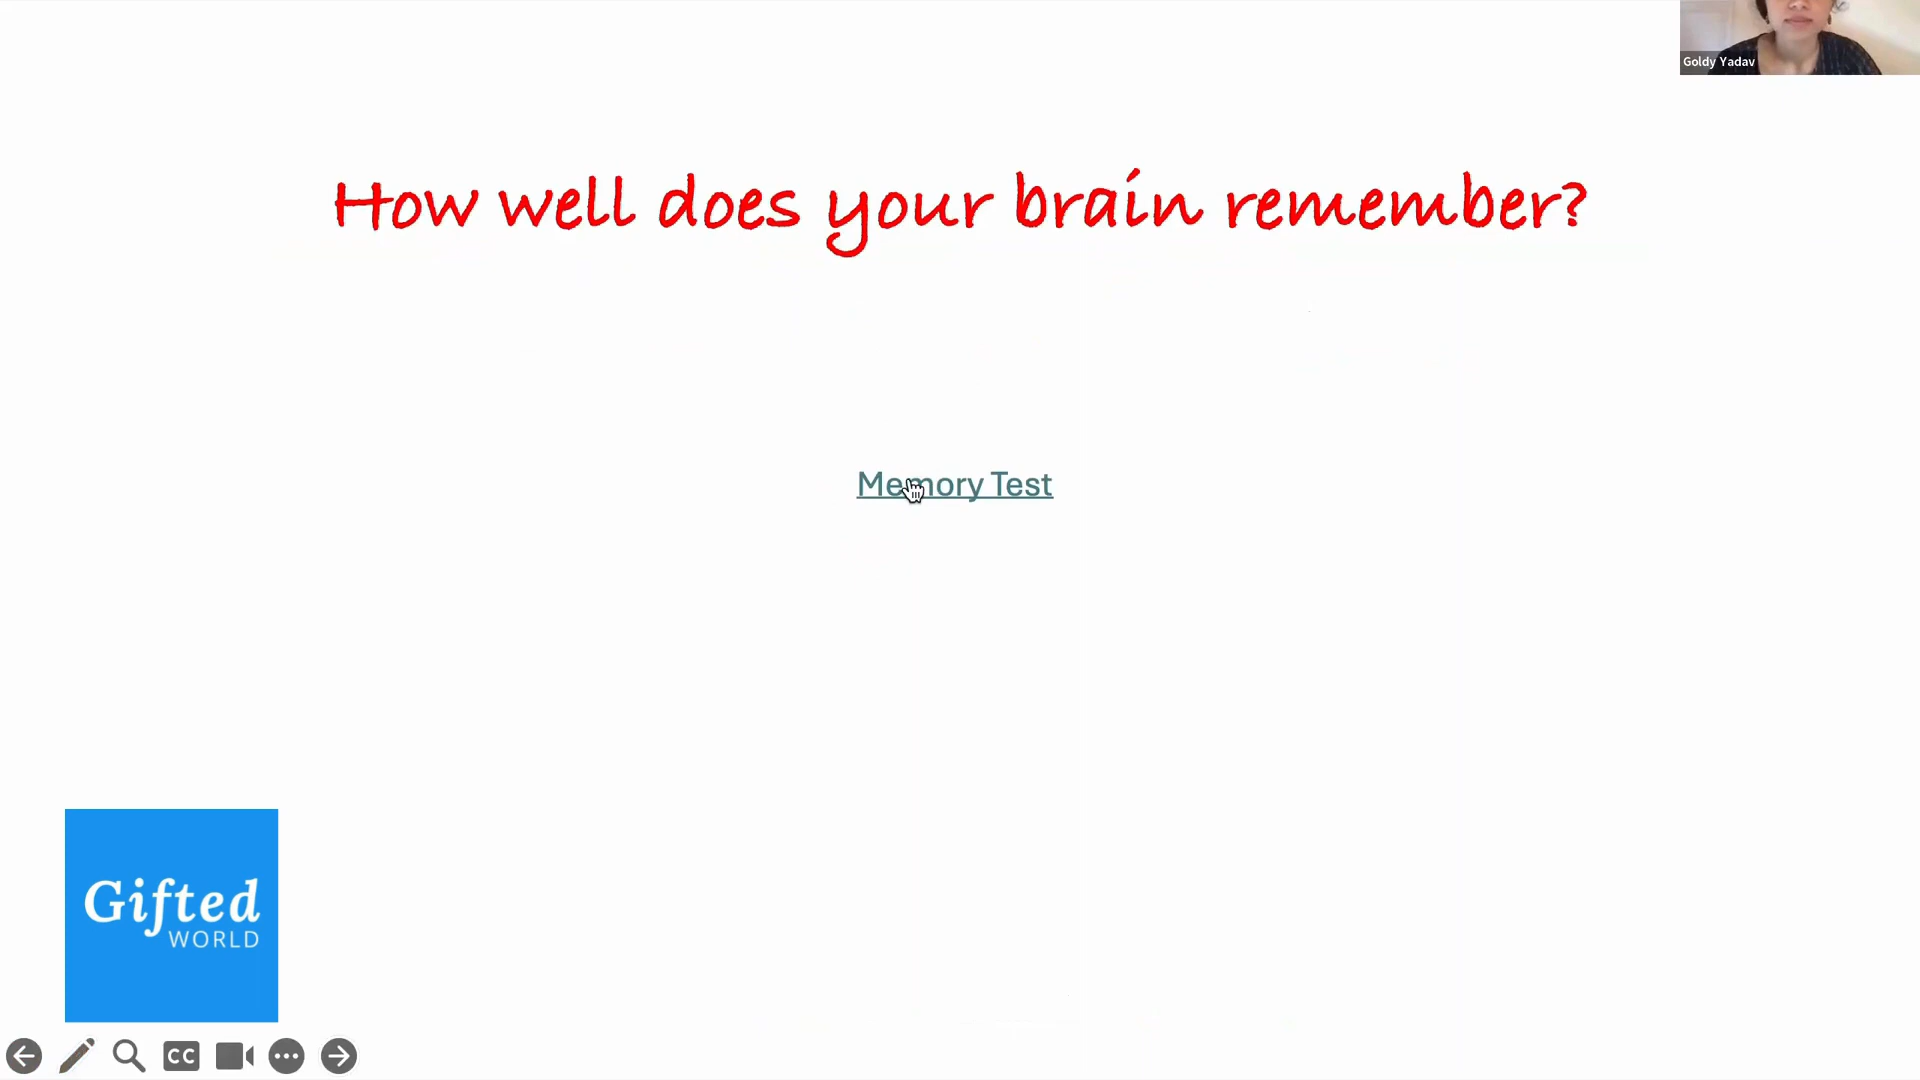 Goldy Yadav
How well does your brain remember?
Memory Test
Gifted
WORLD
CC